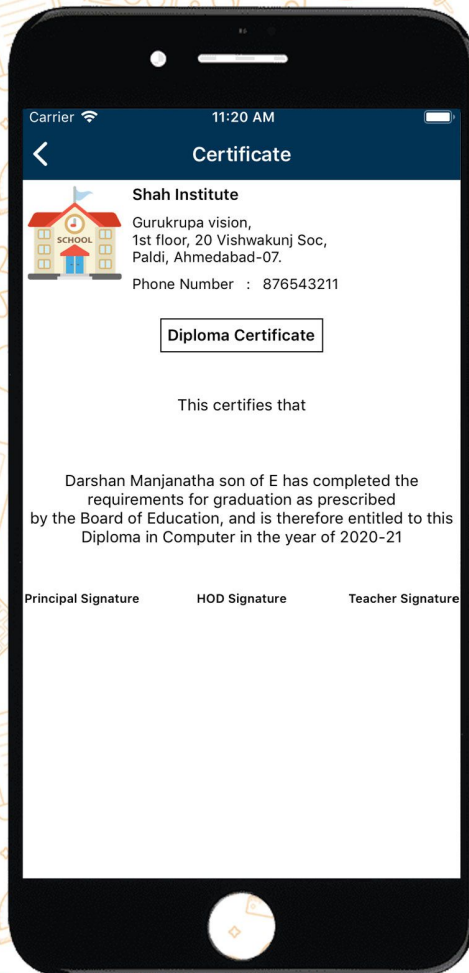 Carrier 11:20 AM
Certificate
SCHOOL
Shah Institute
Gurukrupa vision,
1st floor, 20 Vishwakunj Soc,
Paldi, Ahmedabad-07.
Phone Number : 876543211
Diploma Certificate
This certifies that
Darshan Manjanatha son of E has completed the
requirements for graduation as prescribed
by the Board of Education, and is therefore entitled to this
Diploma in Computer in the year of 2020-21
Principal Signature HOD Signature Teacher Signature